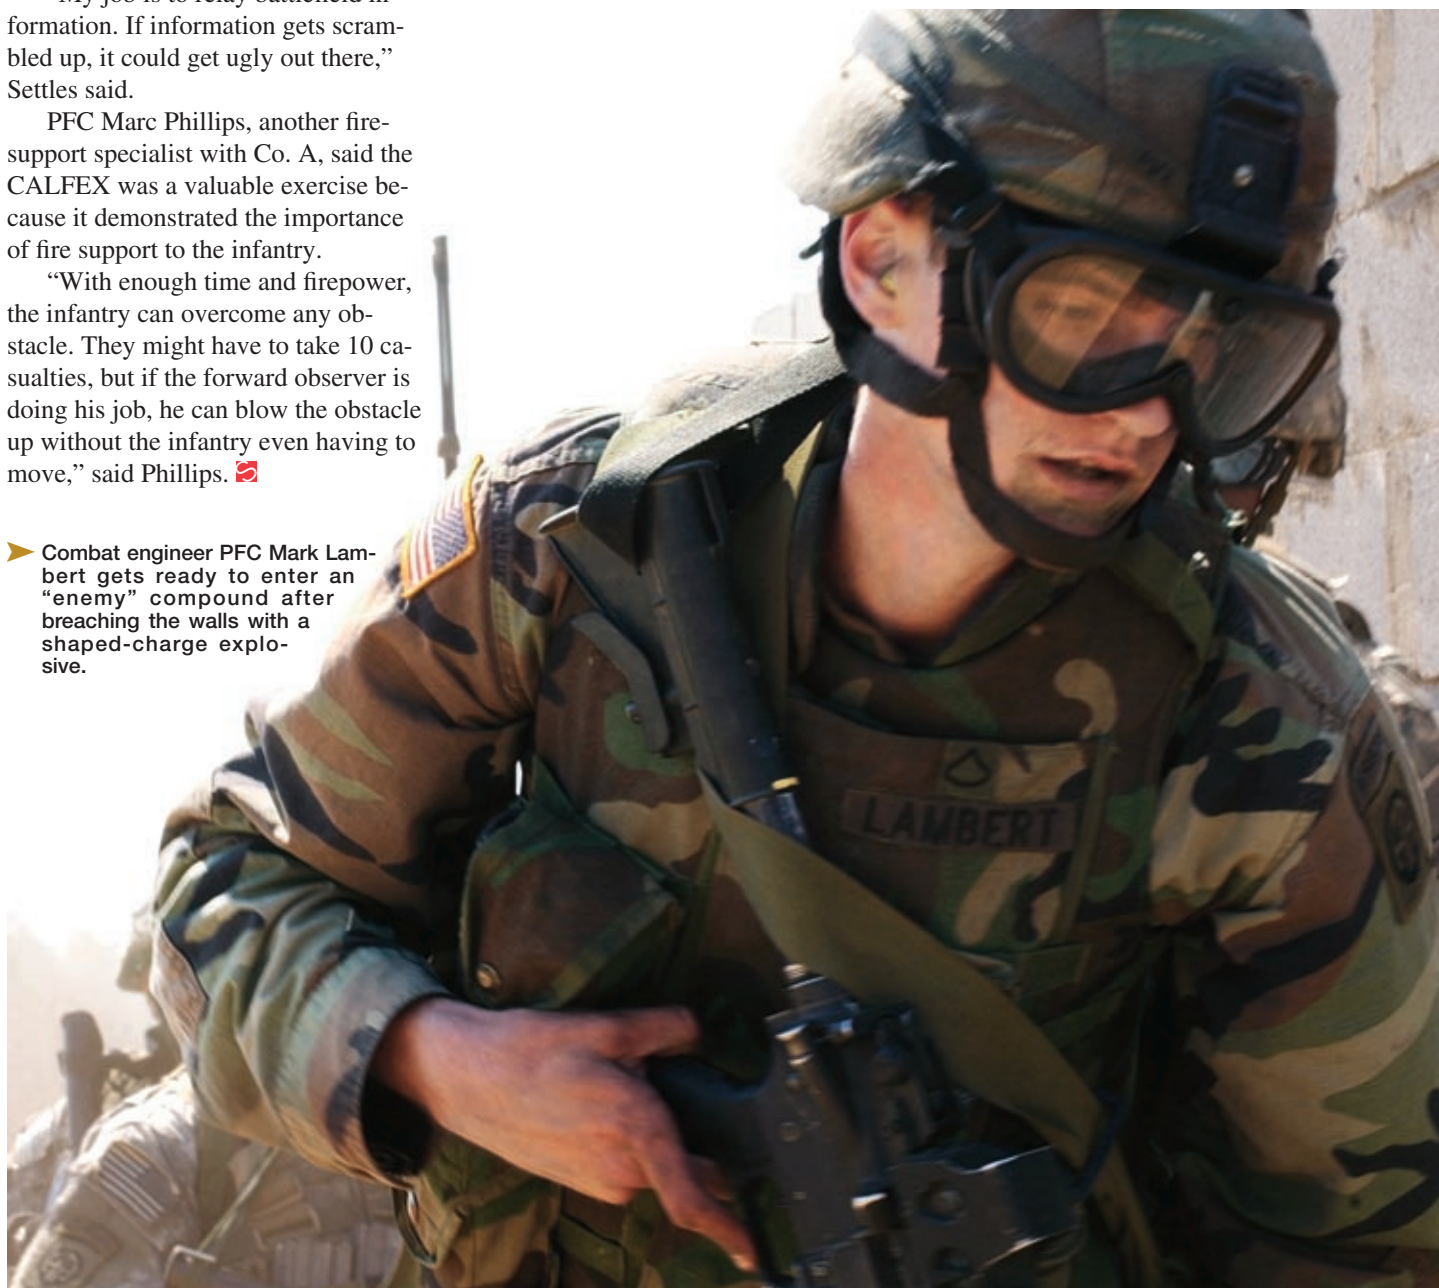 formation. If information gets scram-
bled up, it could get ugly out there,”
Settles said.
PFC Marc Phillips, another fire-
support specialist with Co. A, said the
CALFEX was a valuable exercise be-
cause it demonstrated the importance
of fire support to the infantry.
“With enough time and firepower,
the infantry can overcome any ob-
stacle. They might have to take 10 ca-
sualties, but if the forward observer is
doing his job, he can blow the obstacle
up without the infantry even having to
move,” said Phillips.
Combat engineer PFC Mark Lam-
bert gets ready to enter an
“enemy” compound after
breaching the walls with a
shaped-charge explo-
sive.
LAMBERT